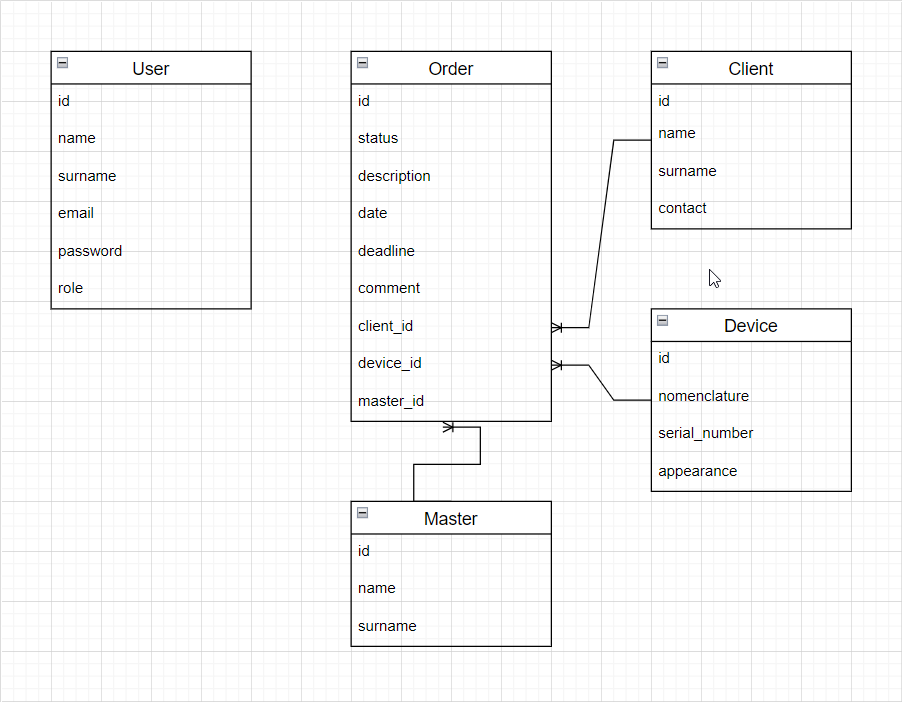 User
id
name
surname
email
password
role
Order
id
status
description
date
deadline
comment
client_id
device_id
master_id
Client
id
name
surname
contact
Device
id
nomenclature
serial_number
appearance
Master
id
name
surname